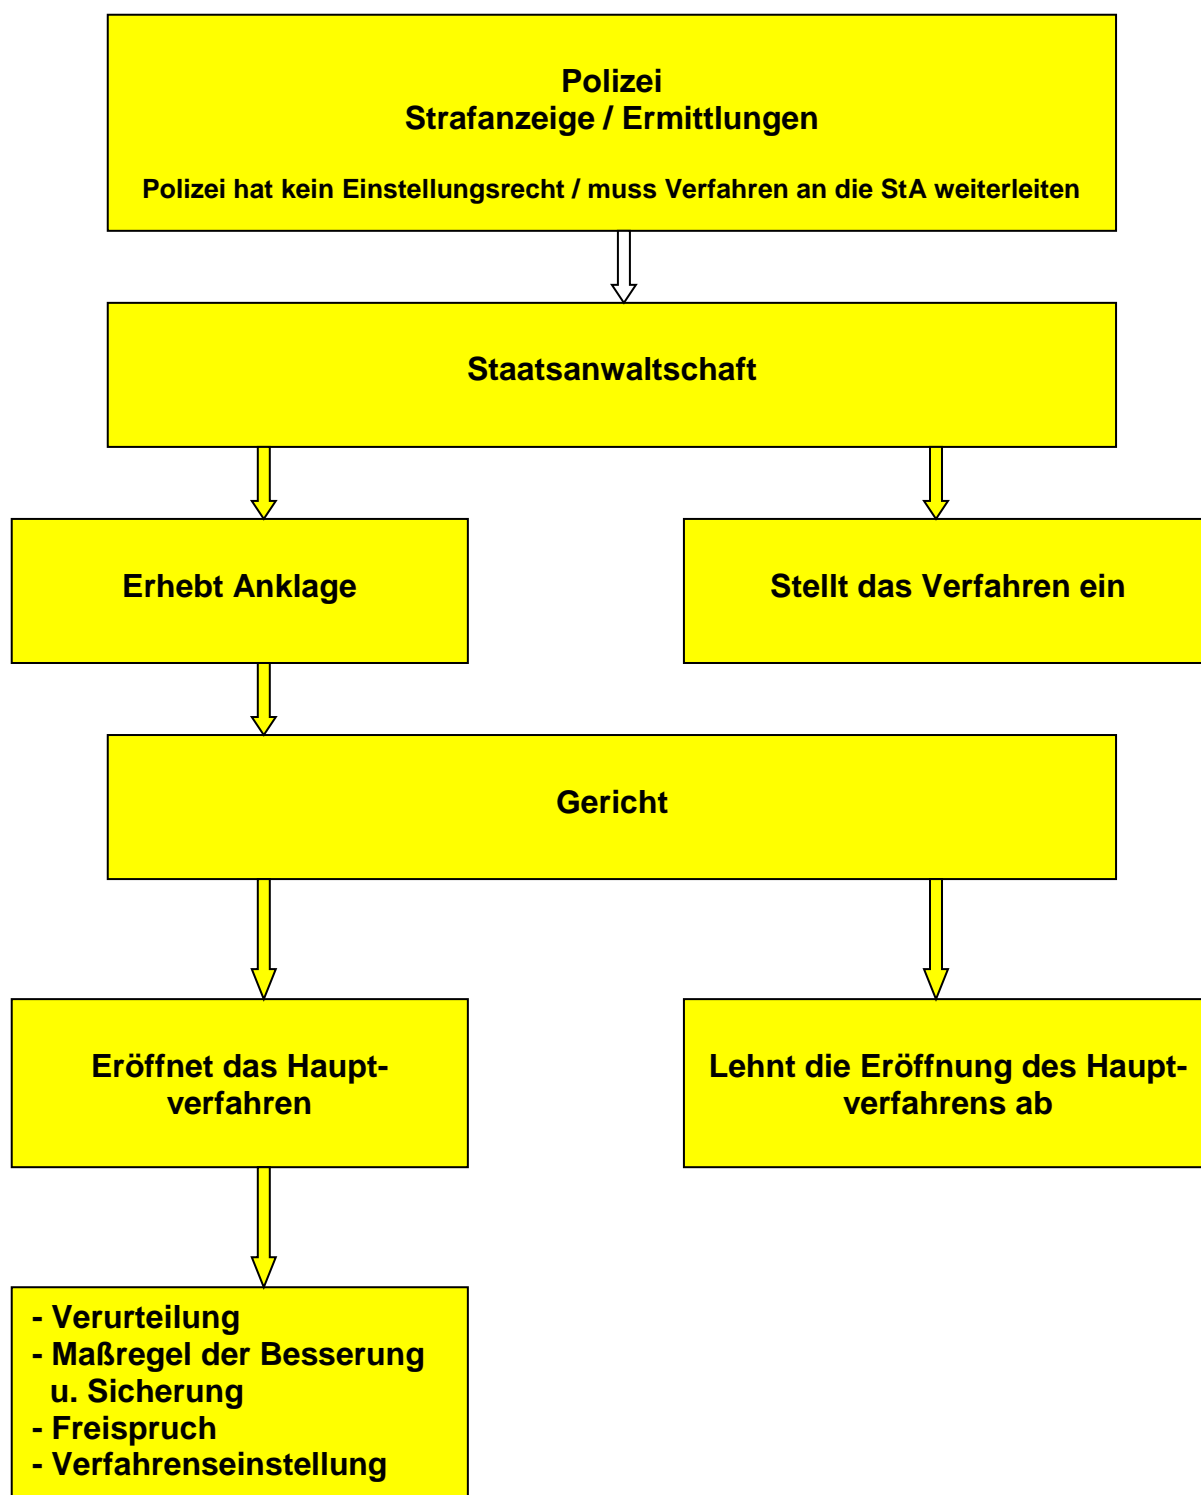 Polizei
Strafanzeige / Ermittlungen
Polizei hat kein Einstellungsrecht / muss Verfahren an die StA weiterleiten
Staatsanwaltschaft
Erhebt Anklage
Stellt das Verfahren ein
Gericht
Eröffnet das Haupt-
verfahren
Lehnt die Eröffnung des Haupt-
verfahrens ab
- Verurteilung
- Maßregel der Besserung
u. Sicherung
- Freispruch
- Verfahrenseinstellung